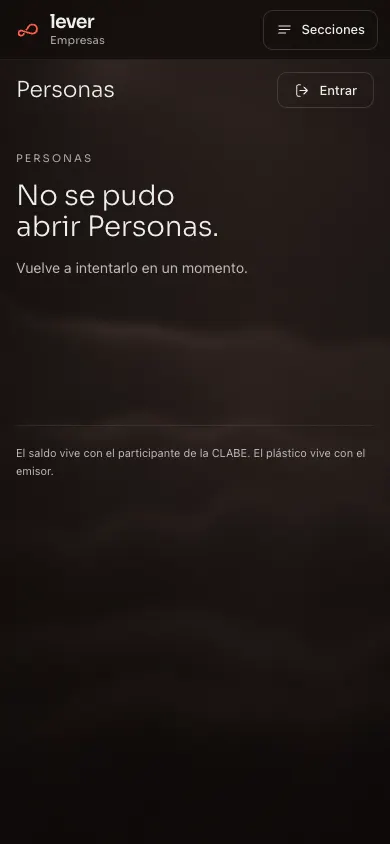 lever
Empresas
Secciones
Personas
Entrar
PERSONAS
No se pudo
abrir Personas.
Vuelve a intentarlo en un momento.
El saldo vive con el participante de la CLABE. El plástico vive con el
emisor.